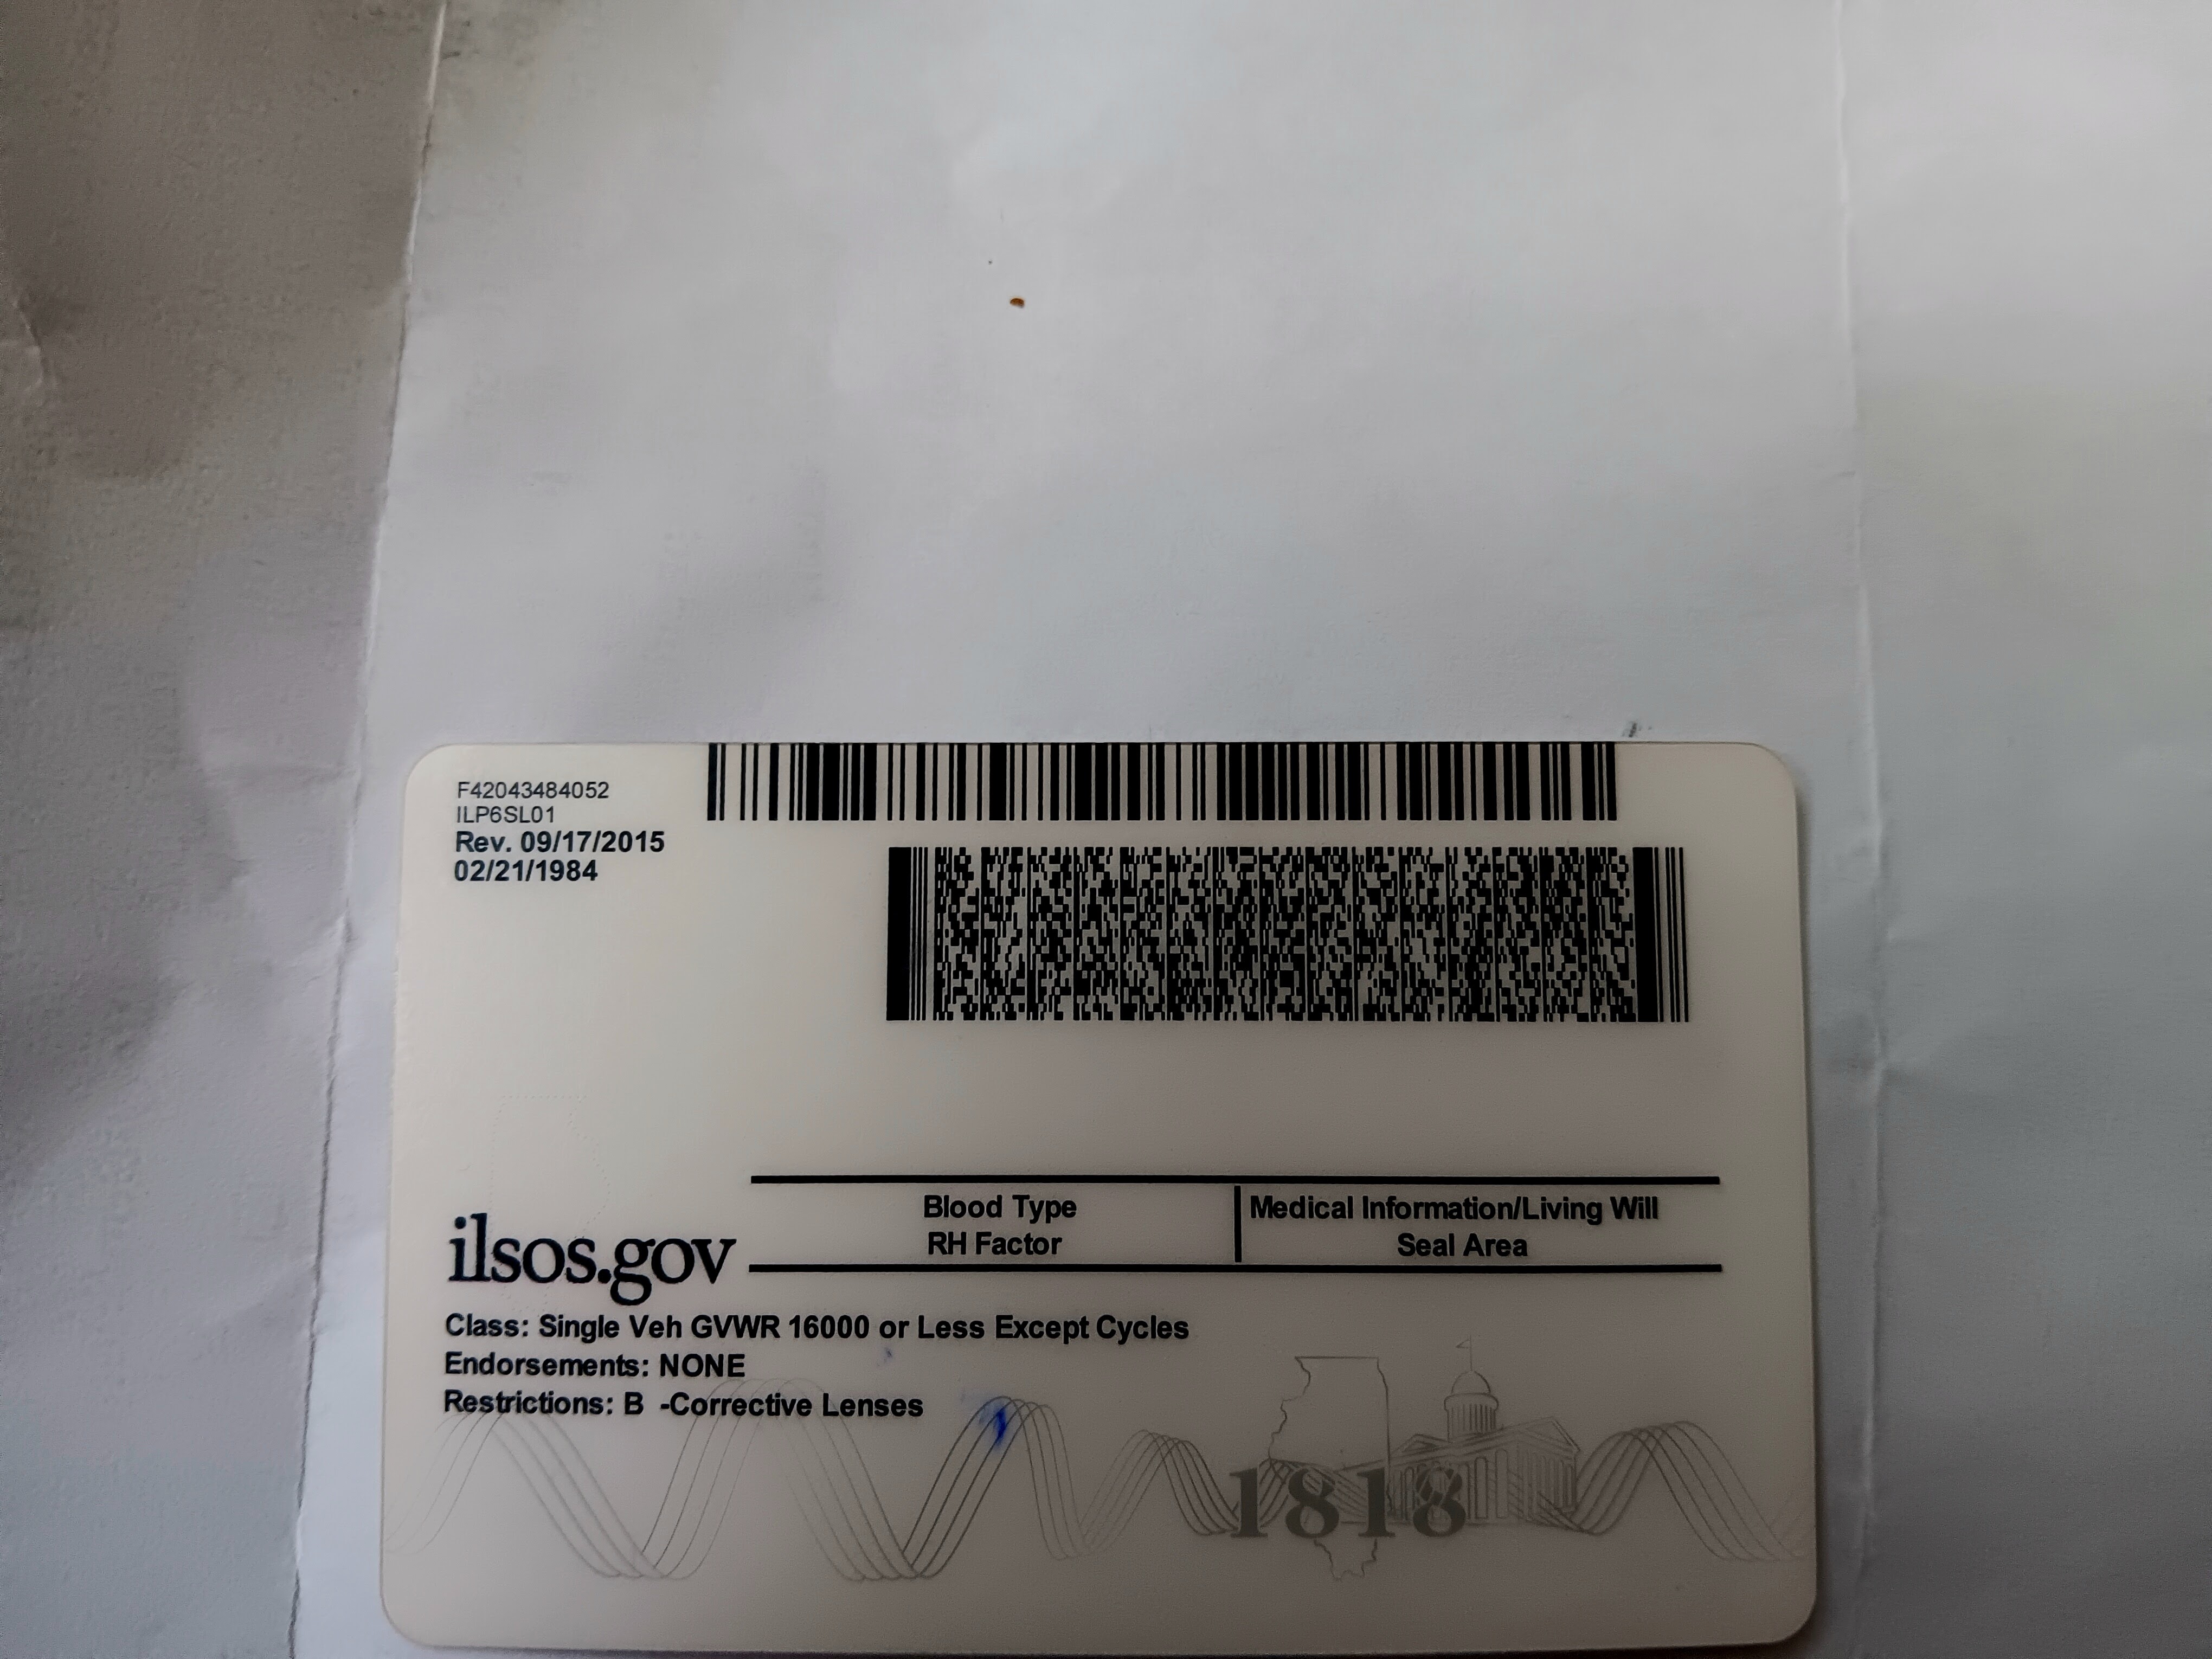 F42043484052
ILP6SL01
Rev. 09/17/2015
02/21/1984
Blood Type
RH Factor
Medical Information/Living Will
Seal Area
ilsos.gov
Class: Single Veh GVWR 16000 or Less Except Cycles
Endorsements: NONE
Restrictions: B -Corrective Lenses
1818